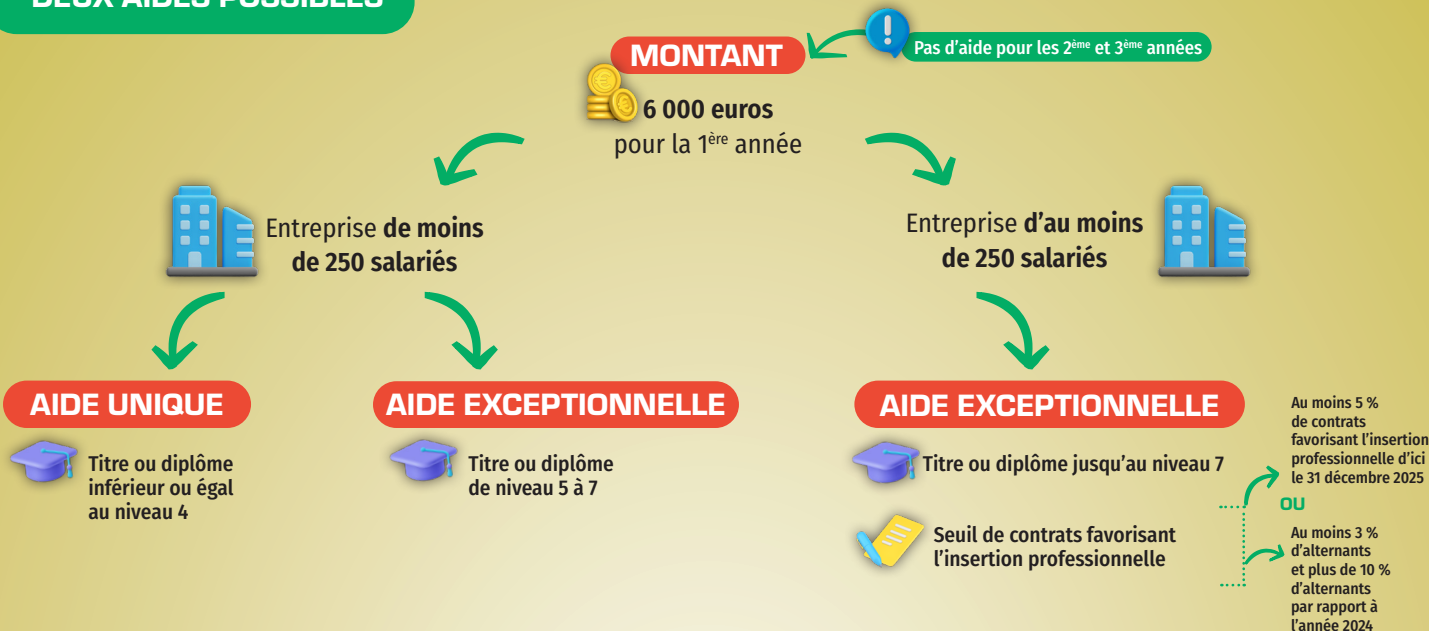 DEUX AIDES POSSIBLES
MONTANT
Pas d'aide pour les 2ème et 3ème années
6 000 euros
pour la 1ère année
Entreprise de moins
de 250 salariés
Entreprise d'au moins
de 250 salariés
AIDE UNIQUE
Titre ou diplôme
inférieur ou égal
au niveau 4
AIDE EXCEPTIONNELLE
Titre ou diplôme
de niveau 5 à 7
AIDE EXCEPTIONNELLE
Titre ou diplôme jusqu'au niveau 7
Seuil de contrats favorisant
l'insertion professionnelle
Au moins 5 %
de contrats
favorisant l'insertion
professionnelle d'ici
le 31 décembre 2025
OU
Au moins 3 %
d'alternants
et plus de 10 %
d'alternants
par rapport à
l'année 2024